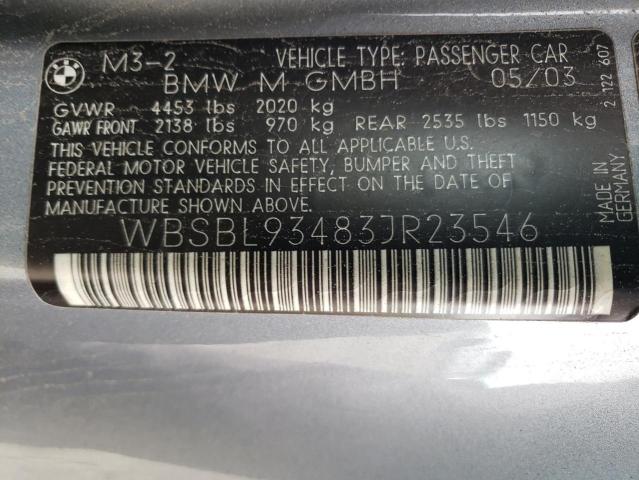 BMW
M3-2 VEHICLE TYPE: PASSENGER CAR
BMW M GMBH 05/03
GVWR 4453 lbs 2020 kg
GAWR FRONT 2138 lbs 970 kg REAR 2535 lbs 1150 kg
THIS VEHICLE CONFORMS TO ALL APPLICABLE U.S.
FEDERAL MOTOR VEHICLE SAFETY, BUMPER AND THEFT
PREVENTION STANDARDS IN EFFECT ON THE DATE OF
MANUFACTURE SHOWN ABOVE.
WBSBL93483JR23546
2 122 607
MADE IN
GERMANY.